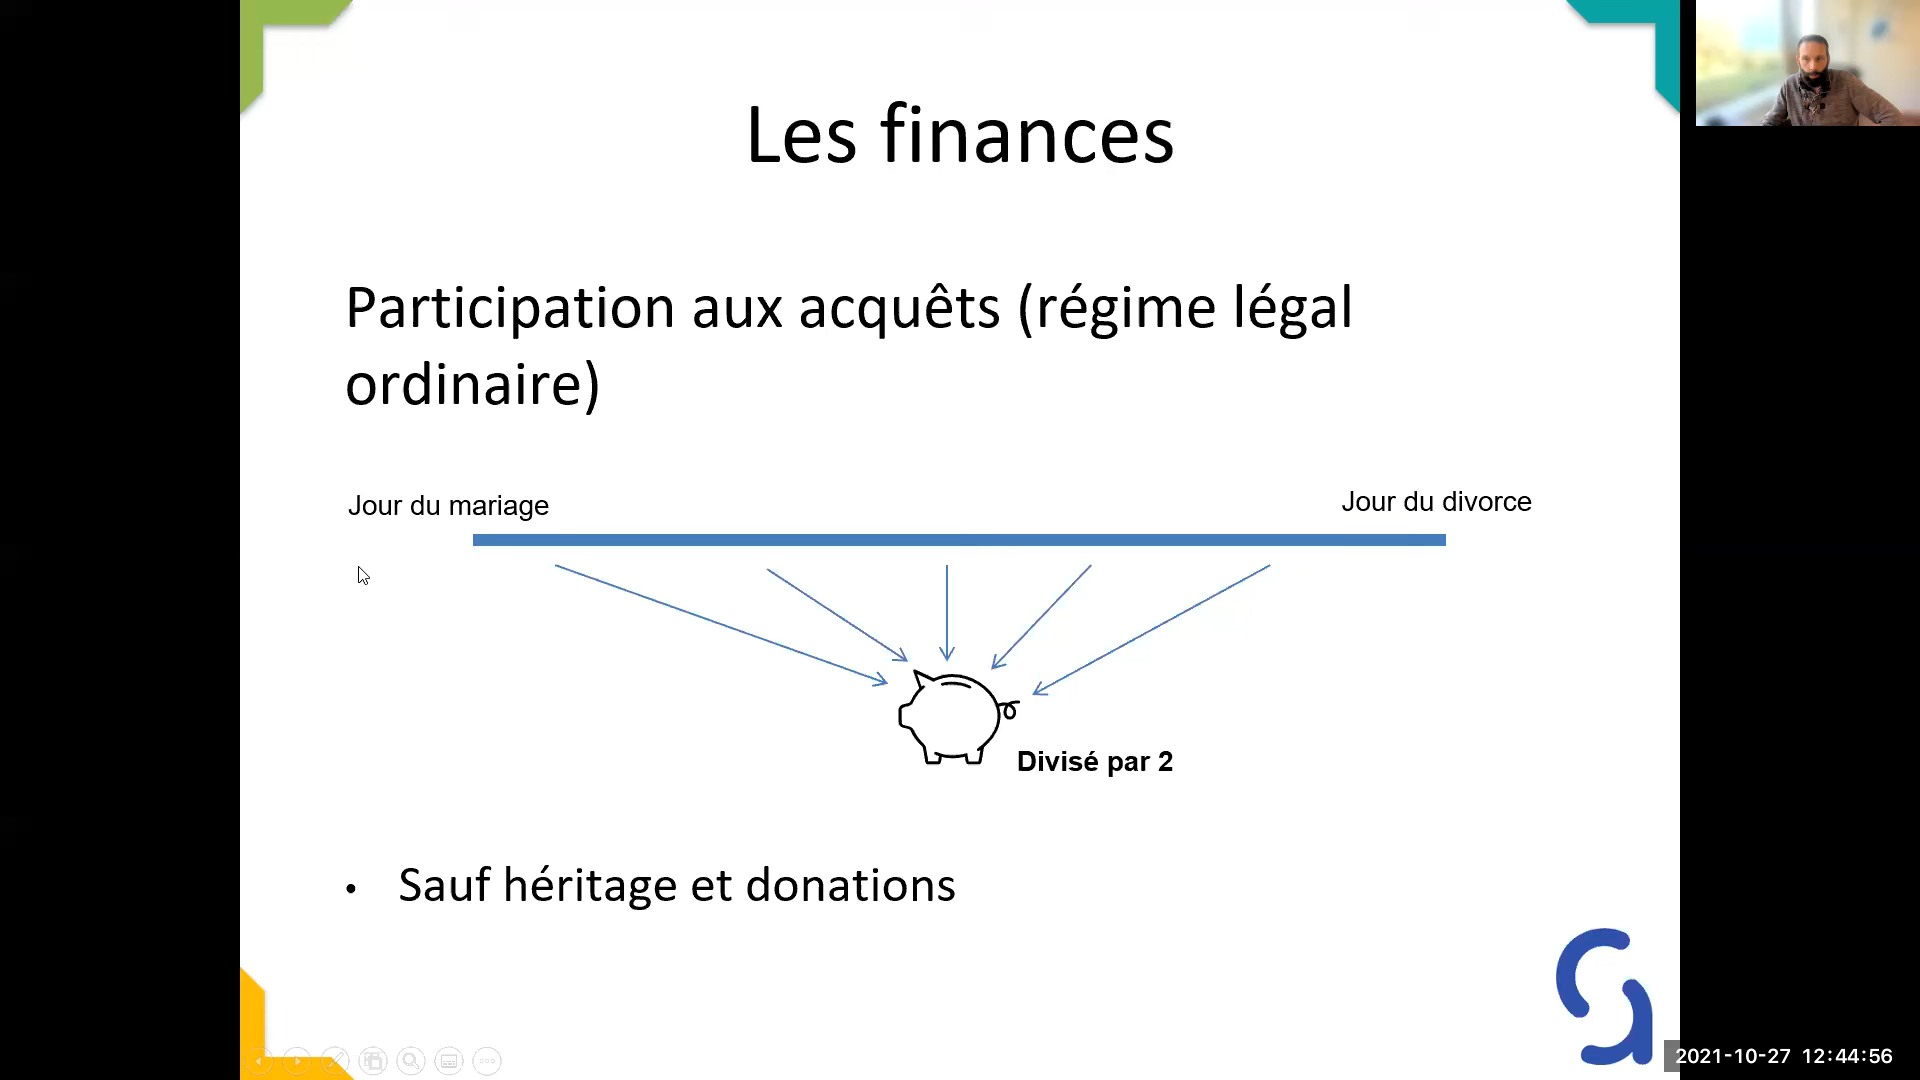 Les finances
Participation aux acquêts (régime légal
ordinaire)
Jour du mariage
Jour du divorce
Divisé par 2
• Sauf héritage et donations
2021-10-27 12:44:56